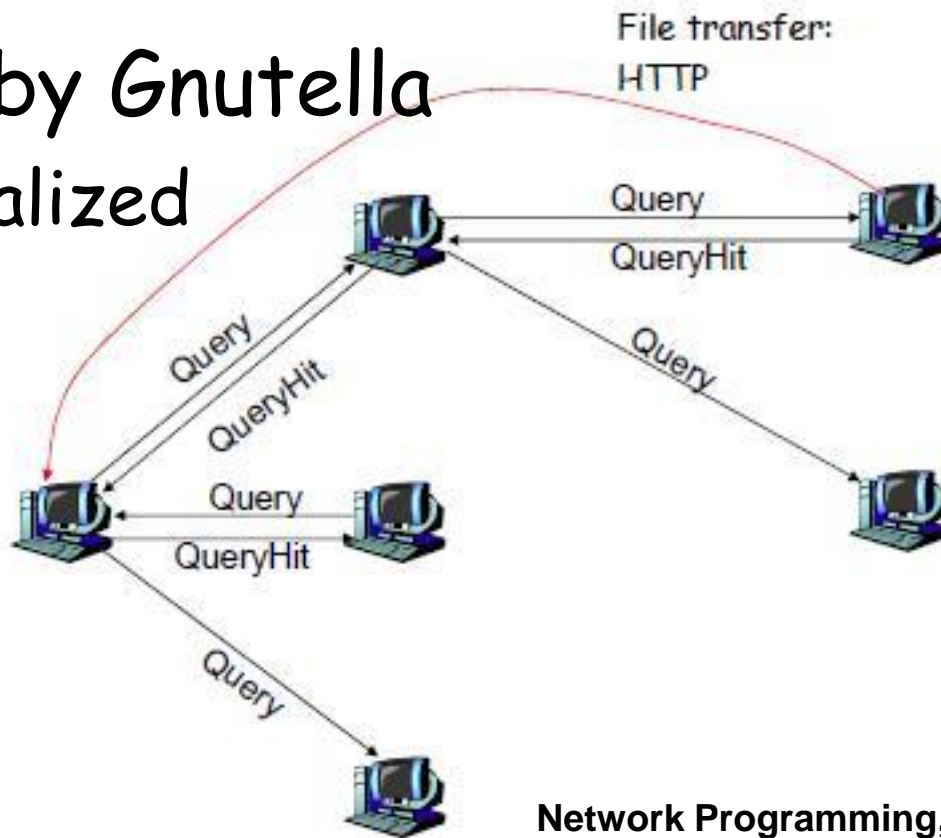 File transfer:
HTTP
by Gnutella
alized
Query
QueryHit
Query
QueryHit
Query
Query
QueryHit
Query
Network Programming,